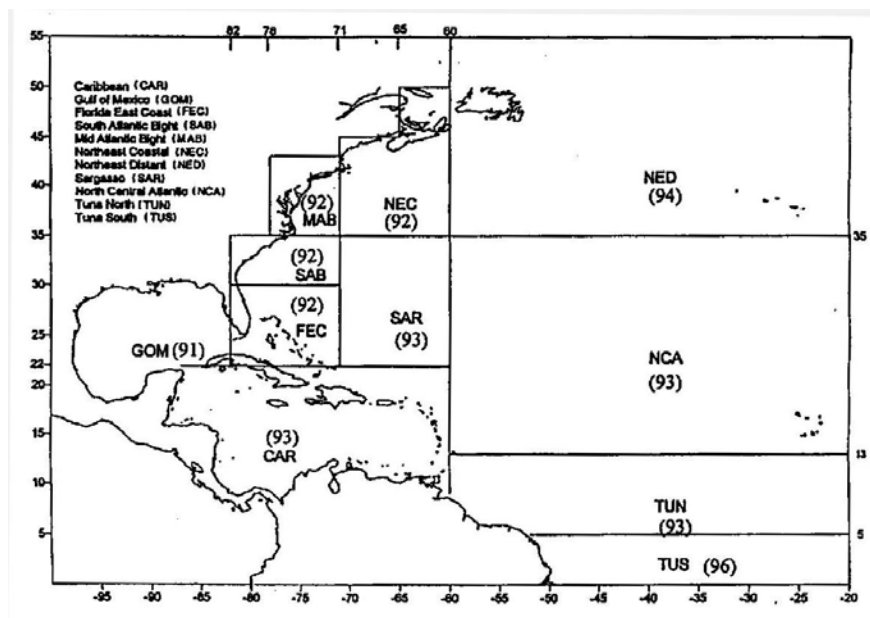 82 78 71 65 60
55
50
45
40
35
30
25
22
20
15
10
5
Caribbean (CAR)
Gulf of Mexico (GOM)
Florida East Coast (FEC)
South Atlantic Bight (SAB)
Mid Atlantic Bight (MAB)
Northeast Coastal (NEC)
Northeast Distant (NED)
Sargasso (SAR)
North Central Atlantic (NCA)
Tuna North (TUN)
Tuna South (TUS)
(92)
MAB
NEC
(92)
NED
(94)
35
(92)
SAB
(92)
FEC
GOM (91)
SAR
(93)
NCA
(93)
(93)
CAR
13
TUN
(93)
5
TUS (96)
-95 -90 -85 -80 -75 -70 -65 -60 -55 -50 -45 -40 -35 -30 -25 -20